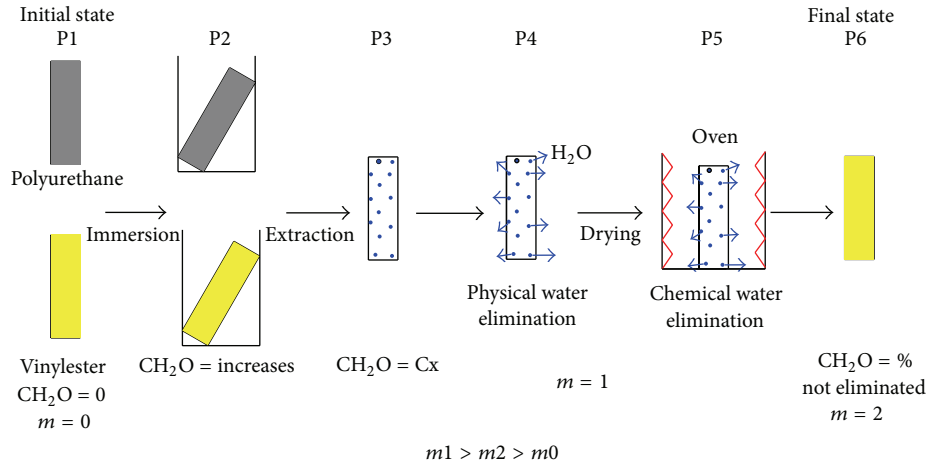 Initial state
Final state
P1
P2
P3
P4
P5
P6
Oven
H₂O
Polyurethane
Immersion
Extraction
Drying
Physical water
elimination
Chemical water
elimination
Vinylester
CH₂O = 0
m = 0
CH₂O = increases
CH₂O = Cx
m = 1
CH₂O = %
not eliminated
m = 2
m1 > m2 > m0